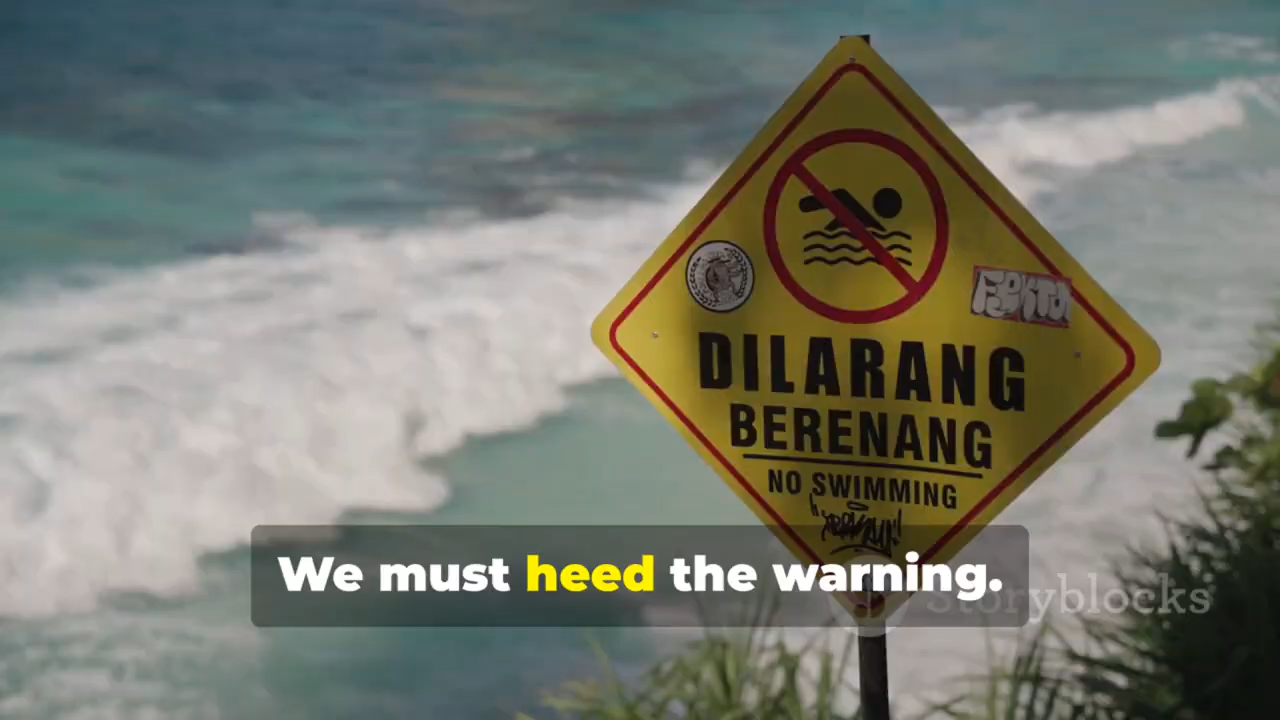 DILARANG
BERENANG
NO SWIMMING
We must heed the warning.
Storyblocks